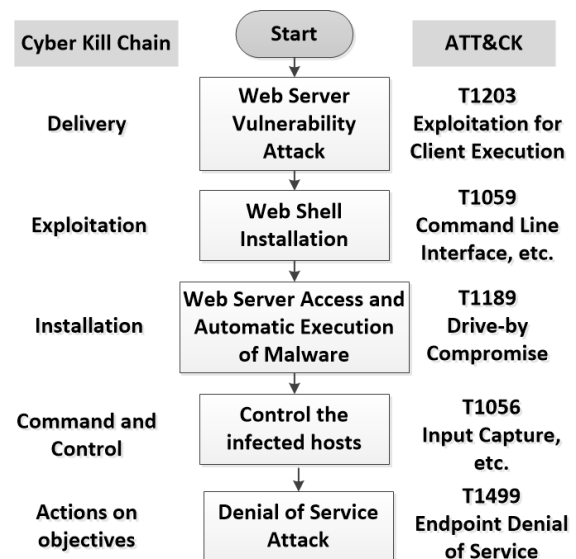 Cyber Kill Chain
Start
ATT&CK
Delivery
Web Server
Vulnerability
Attack
T1203
Exploitation for
Client Execution
Exploitation
Web Shell
Installation
T1059
Command Line
Interface, etc.
Installation
Web Server Access and
Automatic Execution
of Malware
T1189
Drive-by
Compromise
Command and
Control
Control the
infected hosts
T1056
Input Capture,
etc.
Actions on
objectives
Denial of Service
Attack
T1499
Endpoint Denial
of Service